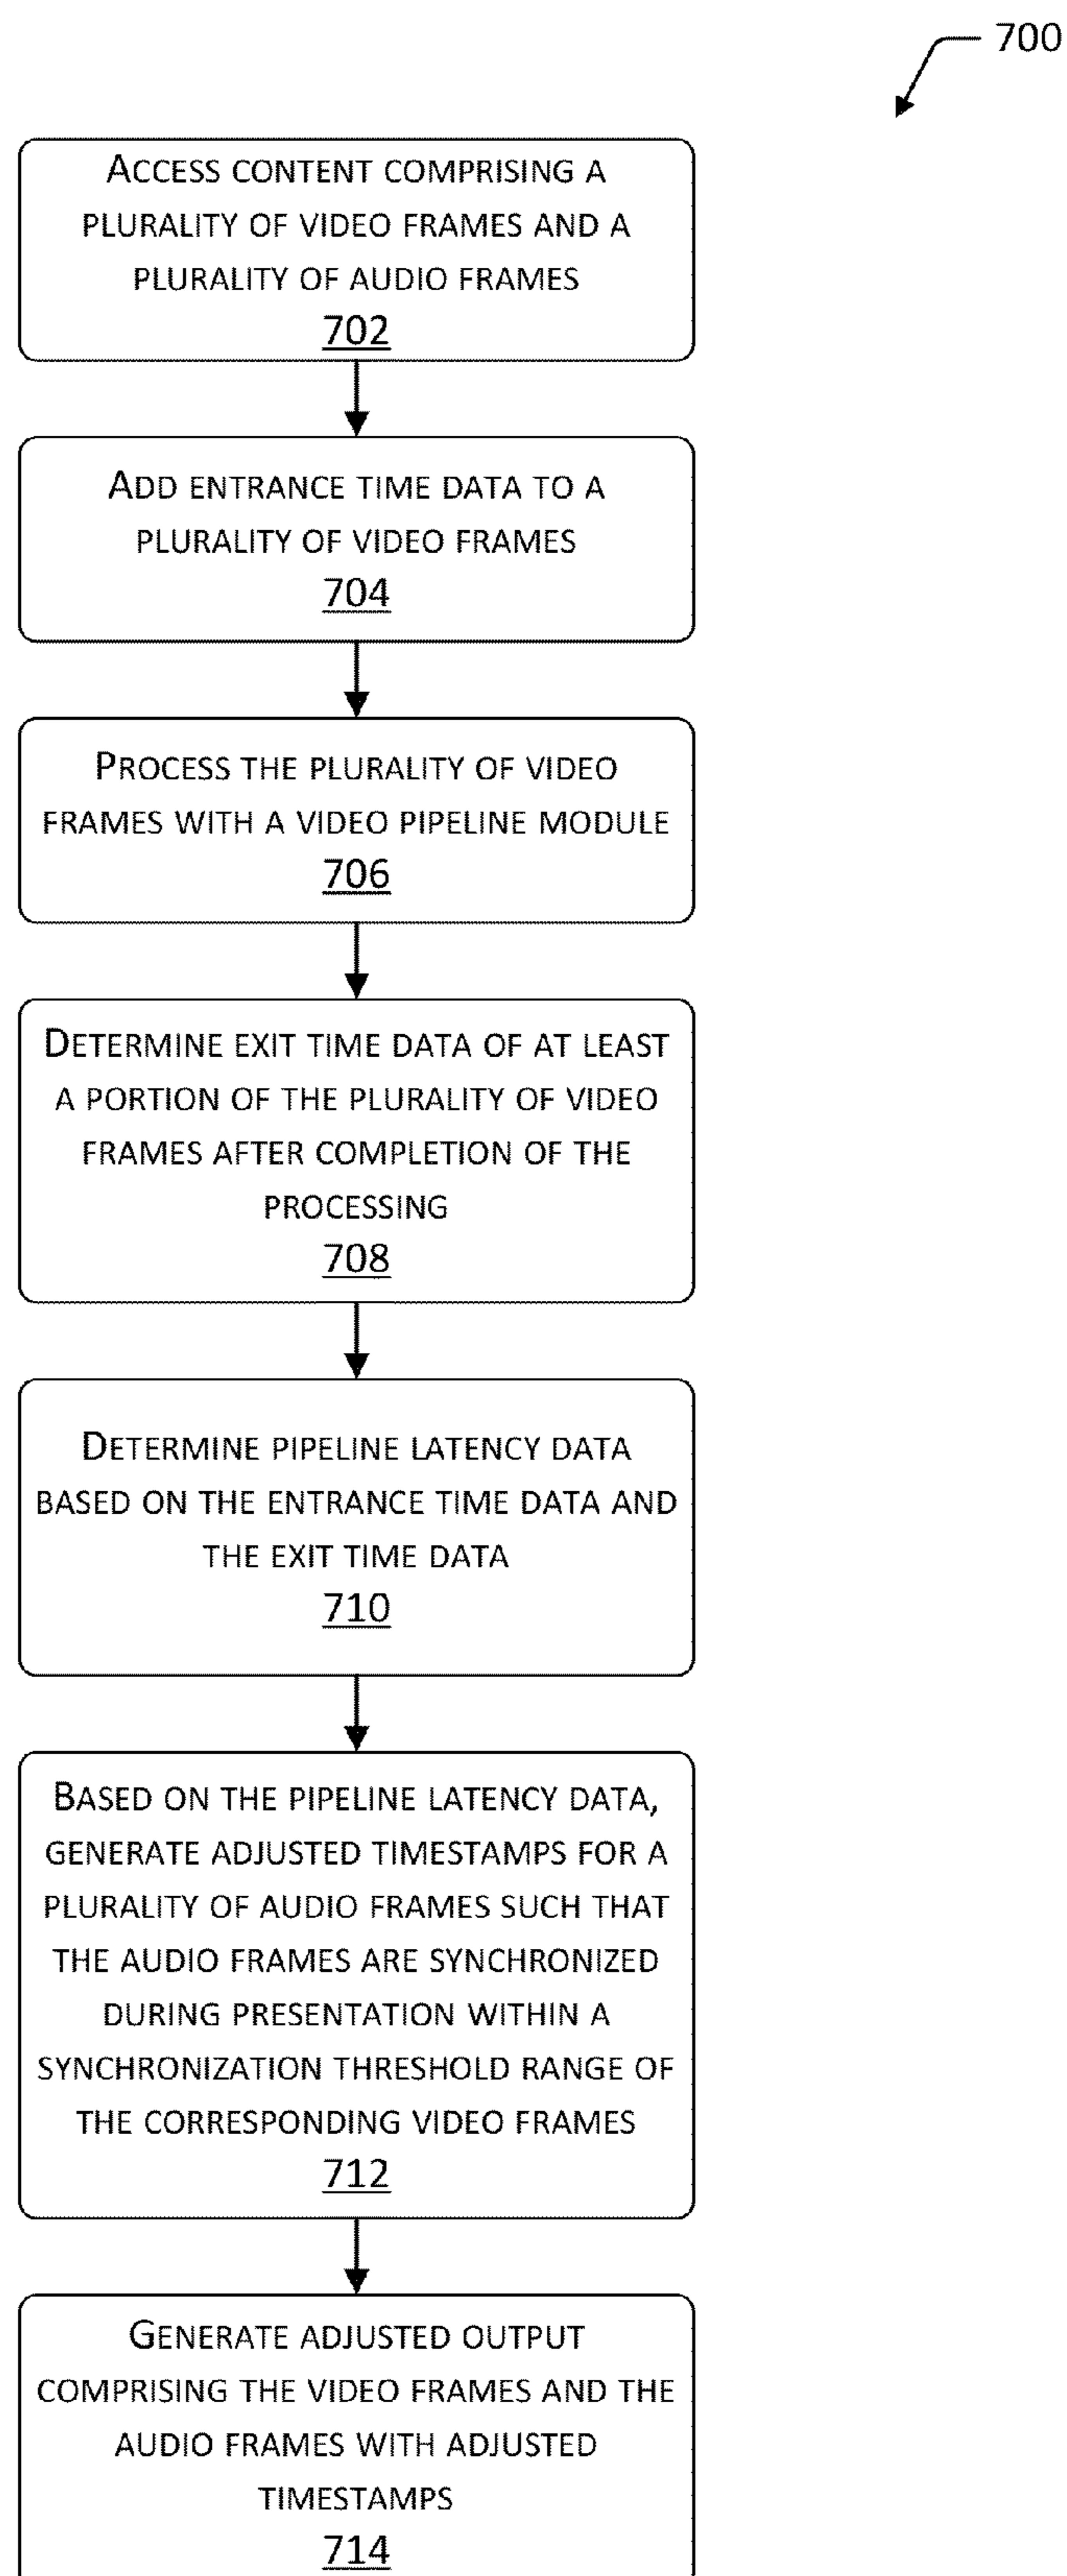 700
ACCESS CONTENT COMPRISING A
PLURALITY OF VIDEO FRAMES AND A
PLURALITY OF AUDIO FRAMES
702
ADD ENTRANCE TIME DATA TO A
PLURALITY OF VIDEO FRAMES
704
PROCESS THE PLURALITY OF VIDEO
FRAMES WITH A VIDEO PIPELINE MODULE
706
DETERMINE EXIT TIME DATA OF AT LEAST
A PORTION OF THE PLURALITY OF VIDEO
FRAMES AFTER COMPLETION OF THE
PROCESSING
708
DETERMINE PIPELINE LATENCY DATA
BASED ON THE ENTRANCE TIME DATA AND
THE EXIT TIME DATA
710
BASED ON THE PIPELINE LATENCY DATA,
GENERATE ADJUSTED TIMESTAMPS FOR A
PLURALITY OF AUDIO FRAMES SUCH THAT
THE AUDIO FRAMES ARE SYNCHRONIZED
DURING PRESENTATION WITHIN A
SYNCHRONIZATION THRESHOLD RANGE OF
THE CORRESPONDING VIDEO FRAMES
712
GENERATE ADJUSTED OUTPUT
COMPRISING THE VIDEO FRAMES AND THE
AUDIO FRAMES WITH ADJUSTED
TIMESTAMPS
714